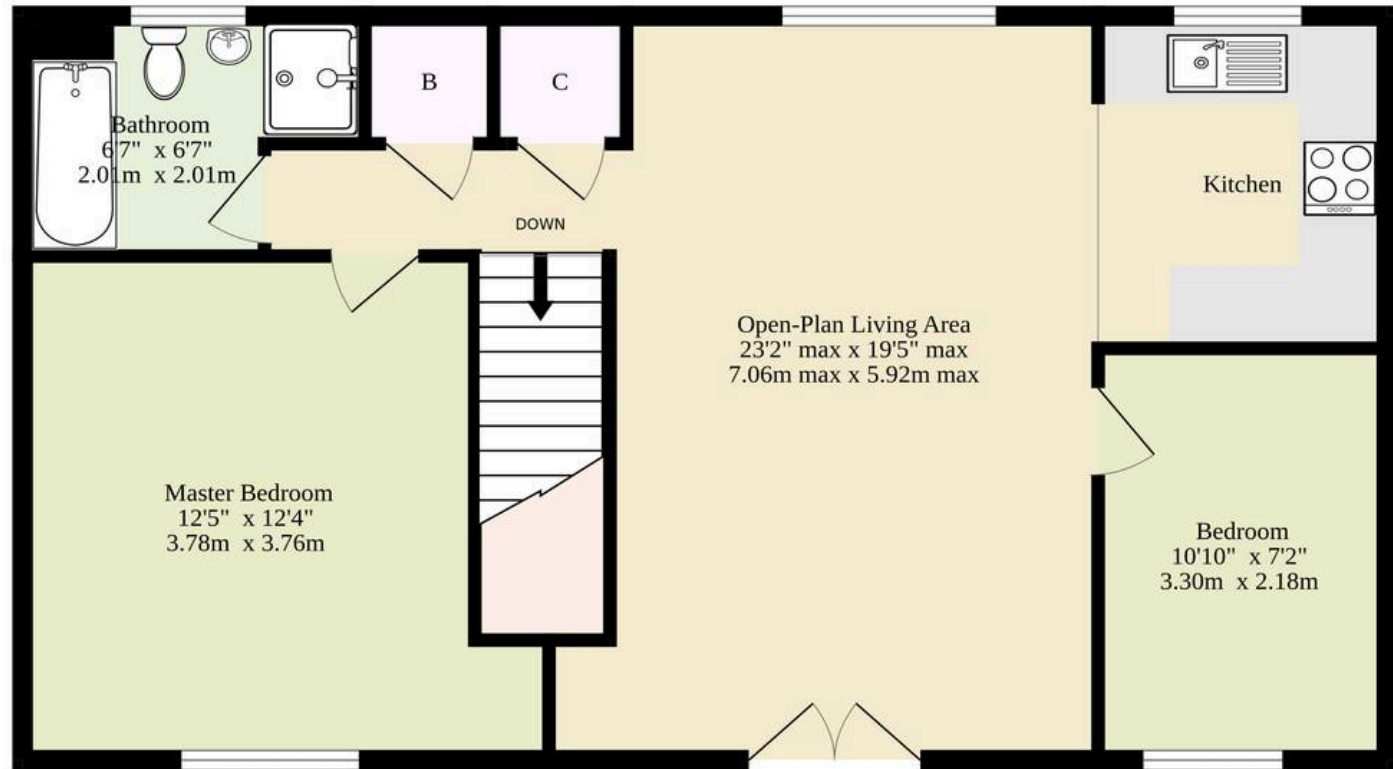 Bathroom
6'7" x 6'7"
2.01m x 2.01m
B
C
DOWN
Kitchen
Open-Plan Living Area
23'2" max x 19'5" max
7.06m max x 5.92m max
Master Bedroom
12'5" x 12'4"
3.78m x 3.76m
Bedroom
10'10" x 7'2"
3.30m x 2.18m